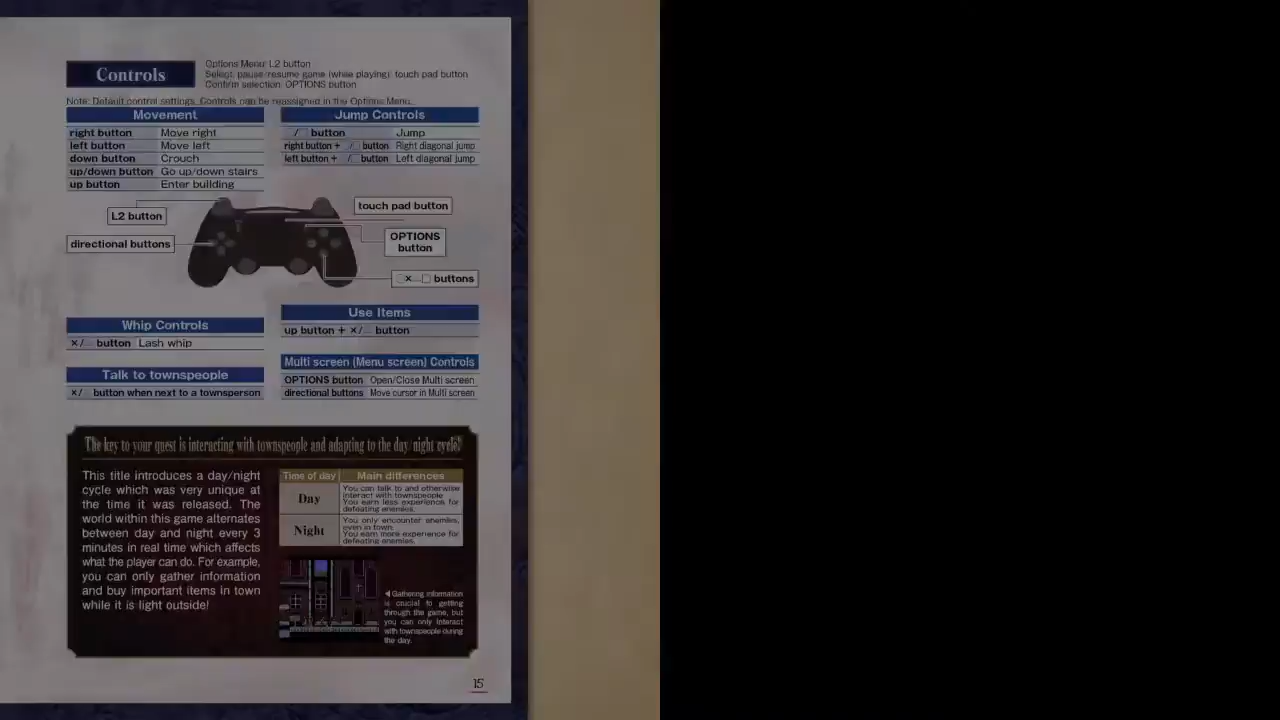 Controls
Options Menu: L2 button
Select, pause/resume game (while playing): touch pad button
Confirm selection: OPTIONS button
Note: Default control settings. Controls can be reassigned in the Options Menu.
Movement
right button Move right
left button Move left
down button Crouch
up/down button Go up/down stairs
up button Enter building
Jump Controls
/□ button Jump
right button + /□ button Right diagonal jump
left button + /□ button Left diagonal jump
L2 button
touch pad button
directional buttons
OPTIONS
button
○×△□ buttons
Whip Controls
×/ button Lash whip
Use Items
up button + ×/ button
Talk to townspeople
×/ button when next to a townsperson
Multi screen (Menu screen) Controls
OPTIONS button Open/Close Multi screen
directional buttons Move cursor in Multi screen
The key to your quest is interacting with townspeople and adapting to the day/night cycle!
This title introduces a day/night
cycle which was very unique at
the time it was released. The
world within this game alternates
between day and night every 3
minutes in real time which affects
what the player can do. For example,
you can only gather information
and buy important items in town
while it is light outside!
Time of day Main differences
Day
You can talk to and otherwise
interact with townspeople
You earn less experience for
defeating enemies.
Night
You only encounter enemies,
even in town.
You earn more experience for
defeating enemies.
◀Gathering information
is crucial to getting
through the game, but
you can only interact
with townspeople during
the day.
15